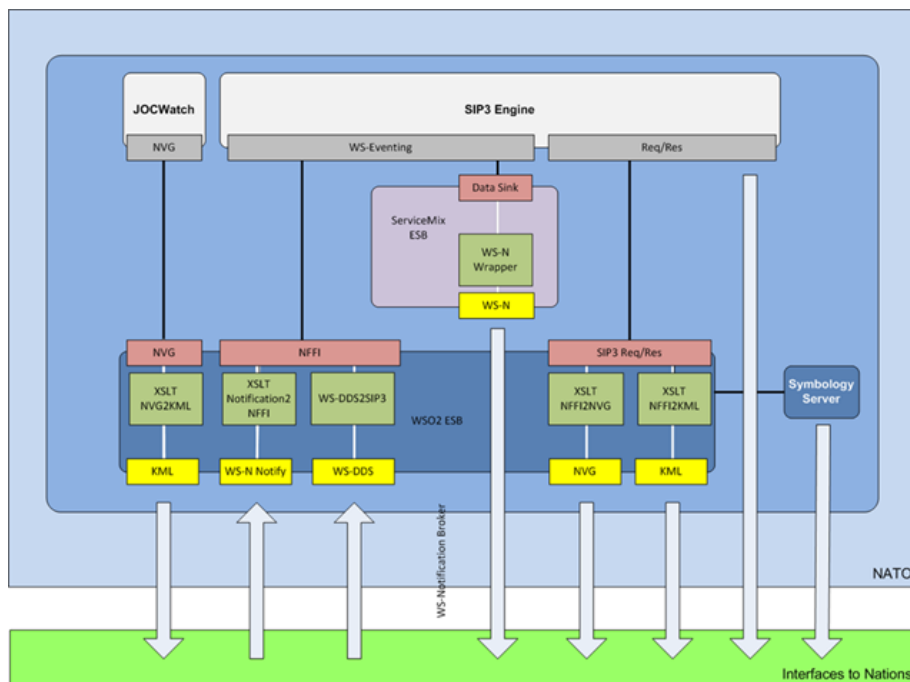 JOCWatch
SIP3 Engine
NVG
WS-Eventing
Req/Res
Data Sink
ServiceMix
ESB
WS-N
Wrapper
WS-N
NVG
NFFI
SIP3 Req/Res
XSLT
NVG2KML
XSLT
Notification2
NFFI
WS-DDS2SIP3
WSO2 ESB
XSLT
NFFI2NVG
XSLT
NFFI2KML
Symbology
Server
KML
WS-N Notify
WS-DDS
NVG
KML
WS-Notification Broker
NATO
Interfaces to Nations